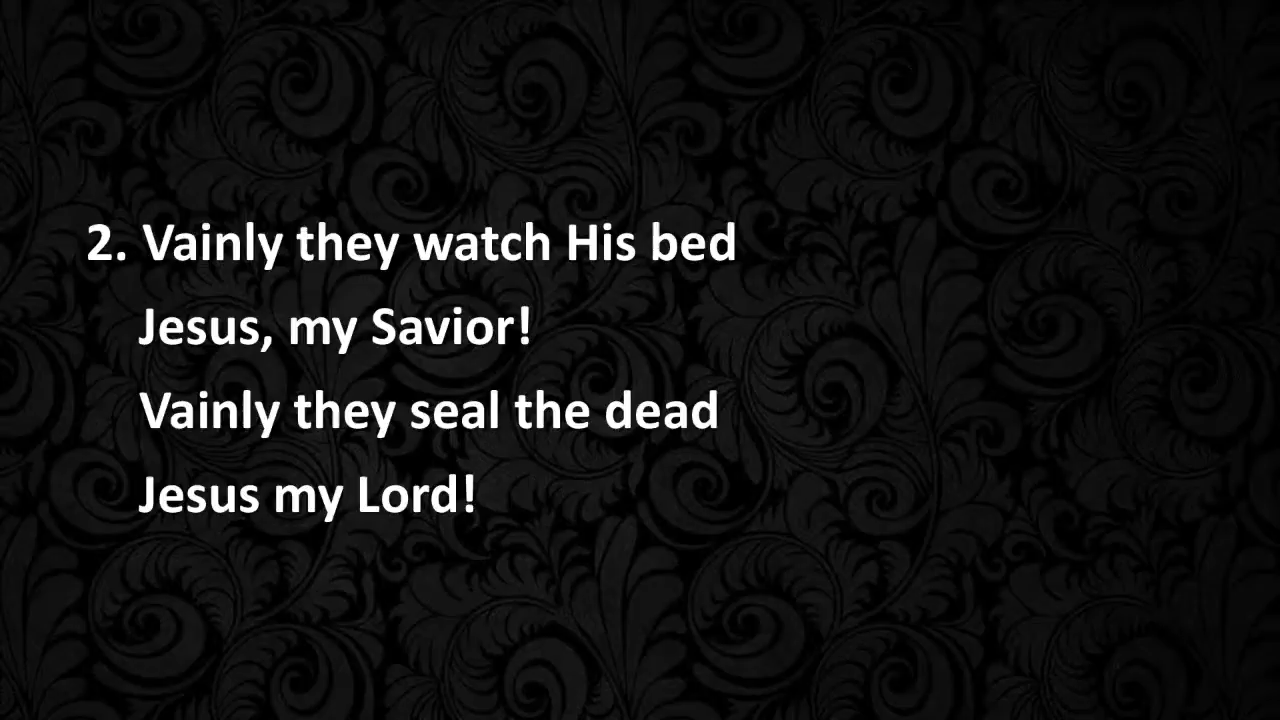 2. Vainly they watch His bed
Jesus, my Savior!
Vainly they seal the dead
Jesus my Lord!